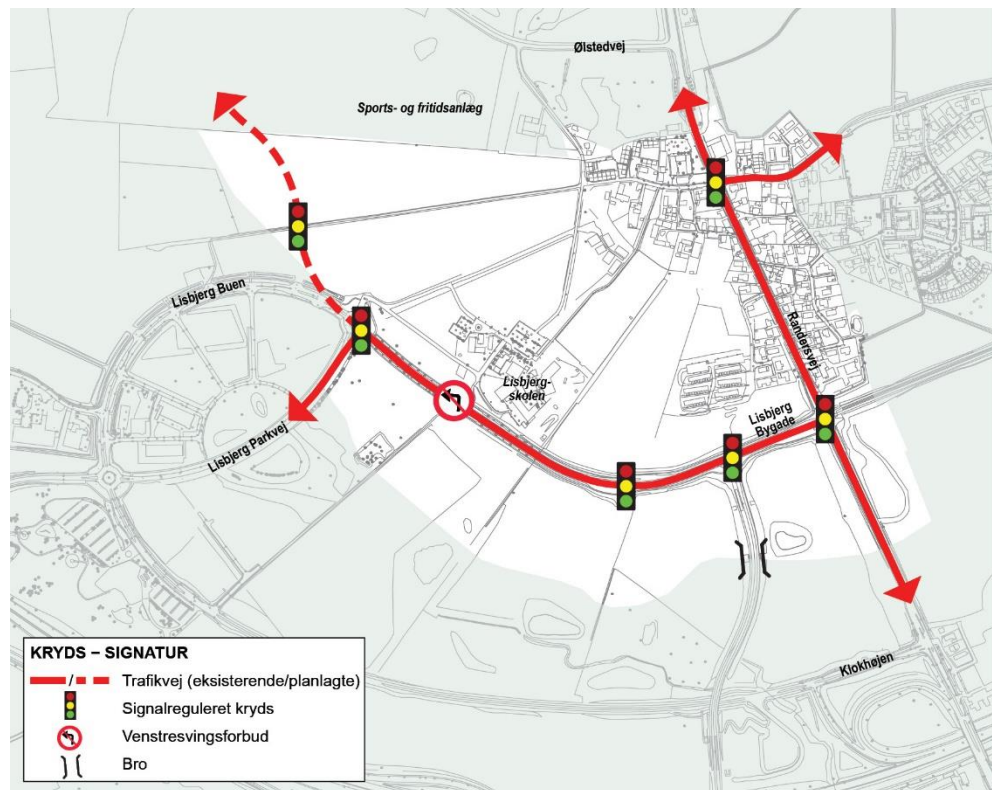 Ølstedvej
Sports- og fritidsanlæg
Lisbjerg Buen
Randersvej
Lisbjerg-
skolen
Lisbjerg
Bygade
Lisbjerg Parkvej
Klokhøjen
KRYDS – SIGNATUR
/ Trafikvej (eksisterende/planlagte)
Signalreguleret kryds
Venstresvingsforbud
Bro